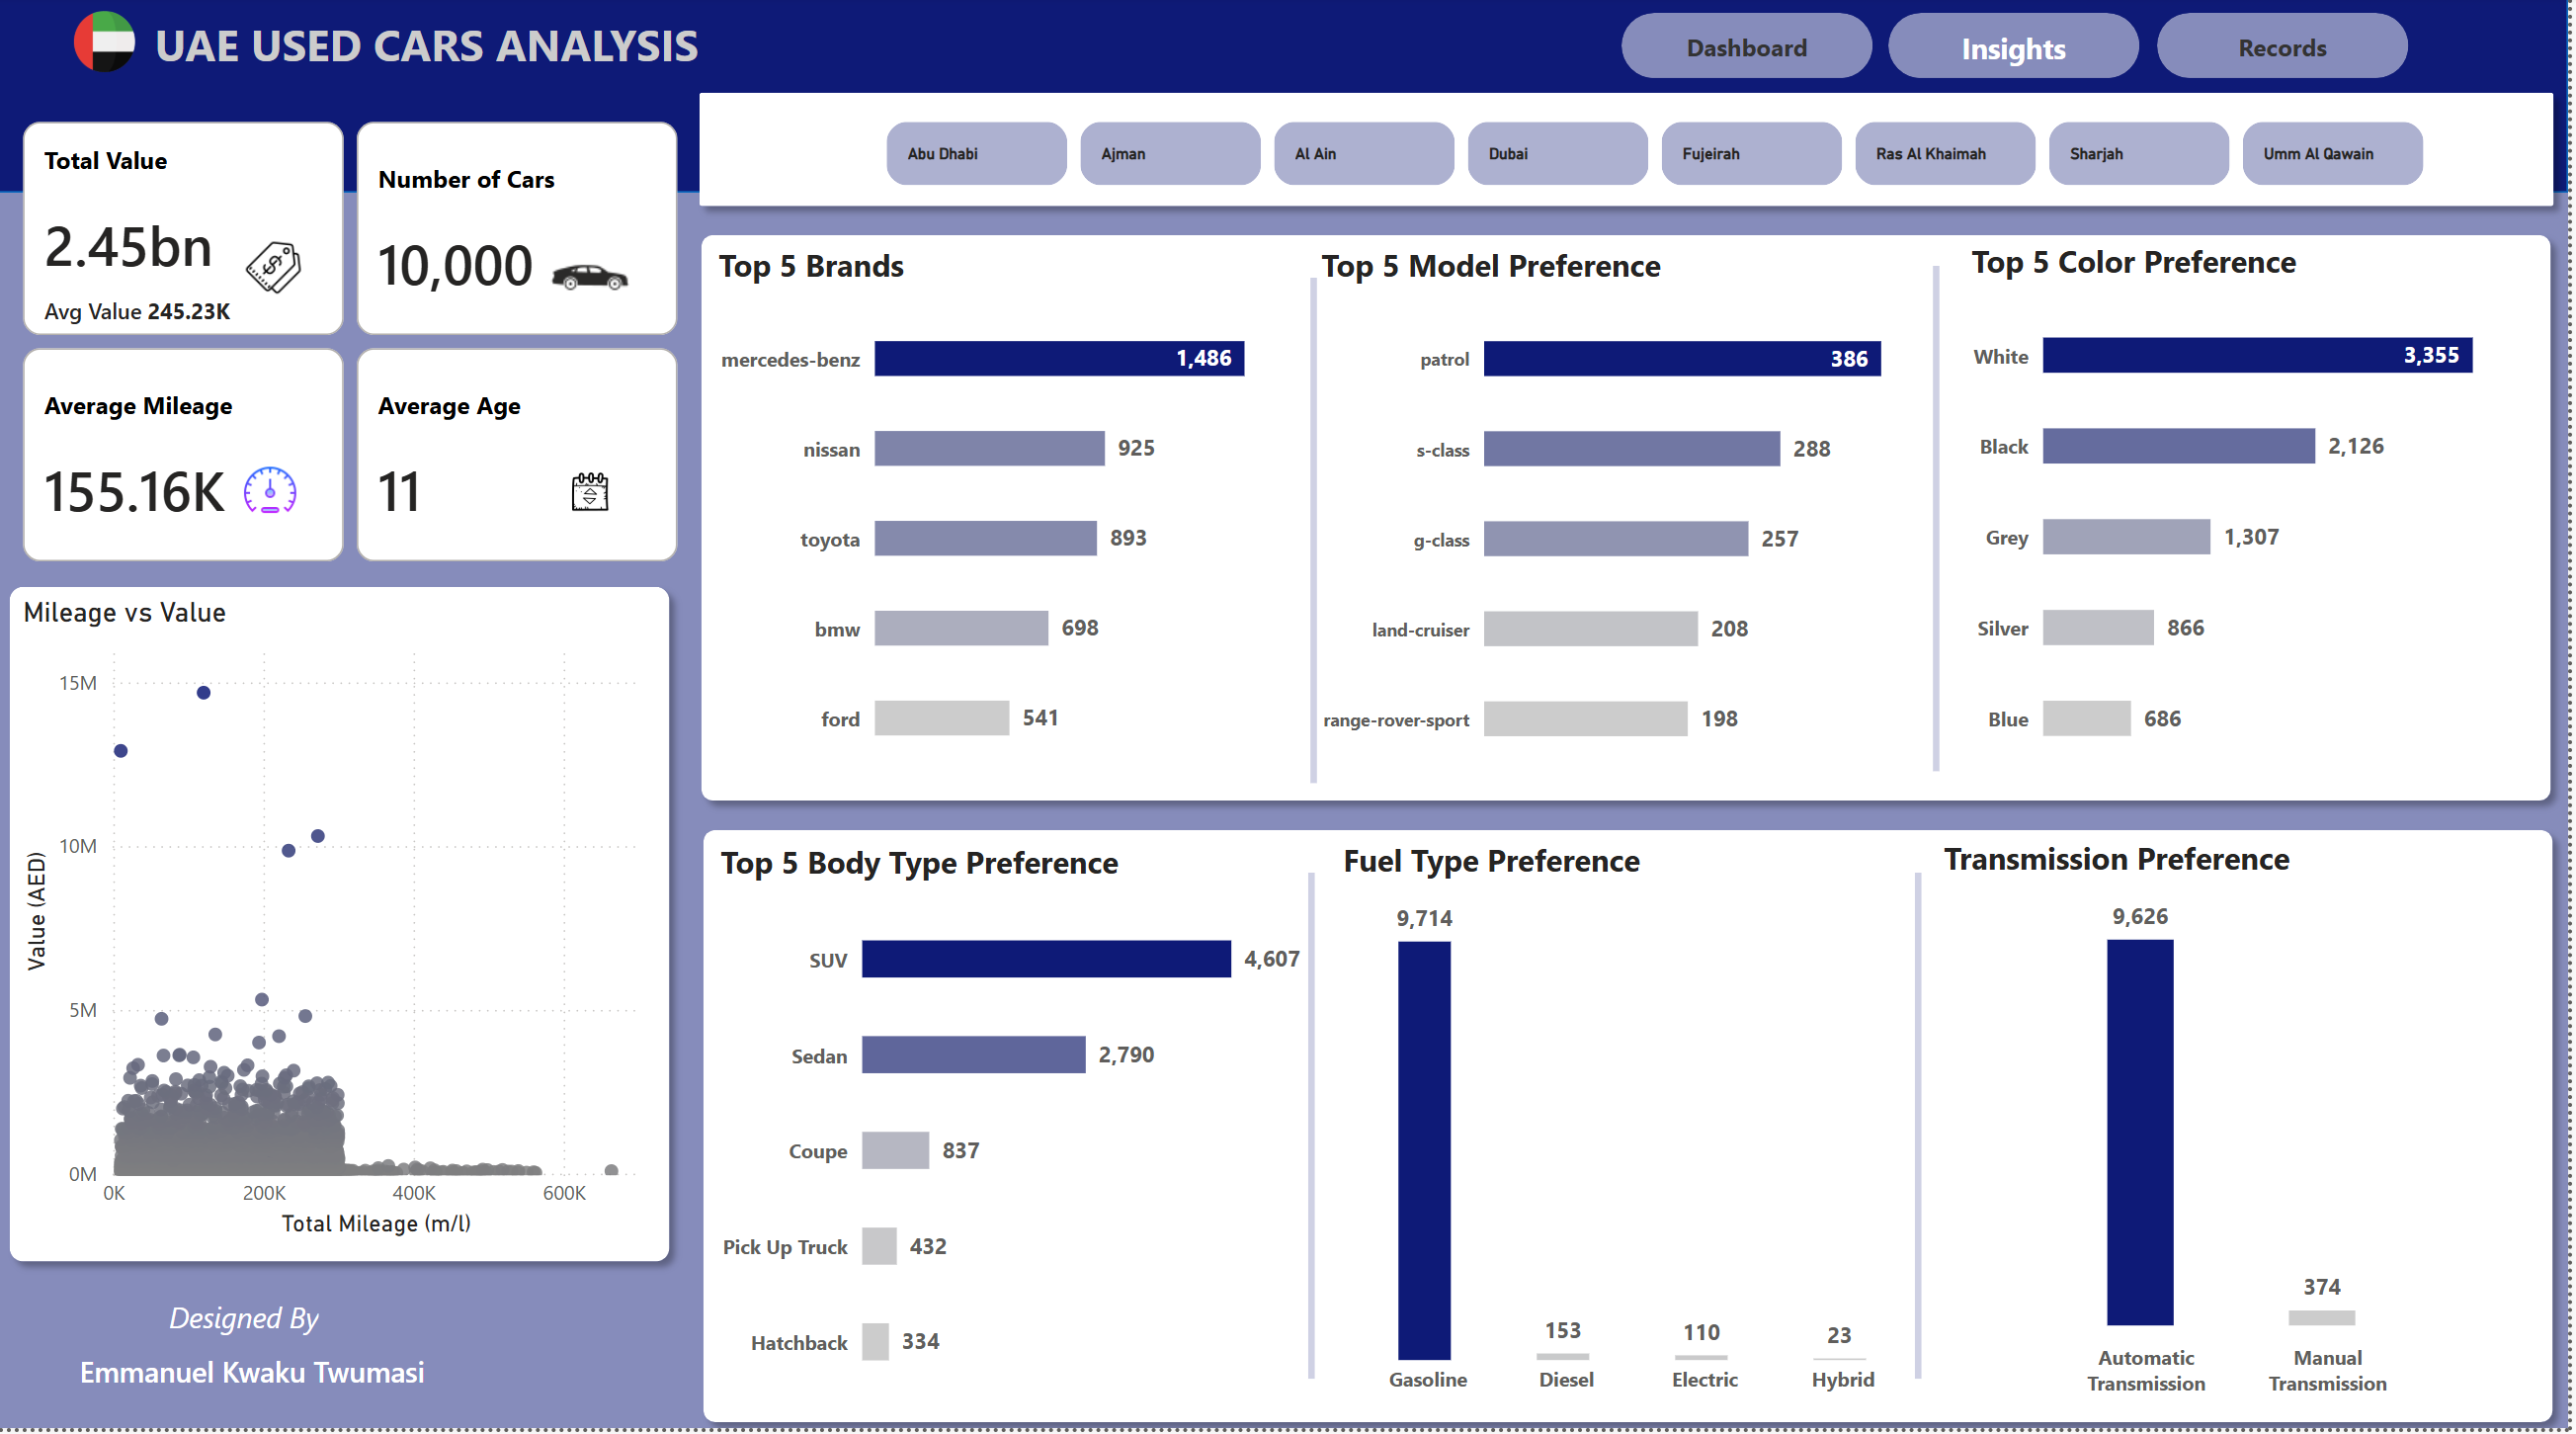 UAE USED CARS ANALYSIS
Dashboard
Insights
Records
Abu Dhabi
Ajman
Al Ain
Dubai
Fujeirah
Ras Al Khaimah
Sharjah
Umm Al Qawain
Total Value
2.45bn
Avg Value 245.23K
Number of Cars
10,000
Average Mileage
155.16K
Average Age
11
Mileage vs Value
15M
10M
5M
0M
Value (AED)
0K
200K
400K
600K
Total Mileage (m/l)
Designed By
Emmanuel Kwaku Twumasi
Top 5 Brands
mercedes-benz 1,486
nissan 925
toyota 893
bmw 698
ford 541
Top 5 Model Preference
patrol 386
s-class 288
g-class 257
land-cruiser 208
range-rover-sport 198
Top 5 Color Preference
White 3,355
Black 2,126
Grey 1,307
Silver 866
Blue 686
Top 5 Body Type Preference
SUV 4,607
Sedan 2,790
Coupe 837
Pick Up Truck 432
Hatchback 334
Fuel Type Preference
9,714
153
110
23
Gasoline
Diesel
Electric
Hybrid
Transmission Preference
9,626
374
Automatic
Transmission
Manual
Transmission